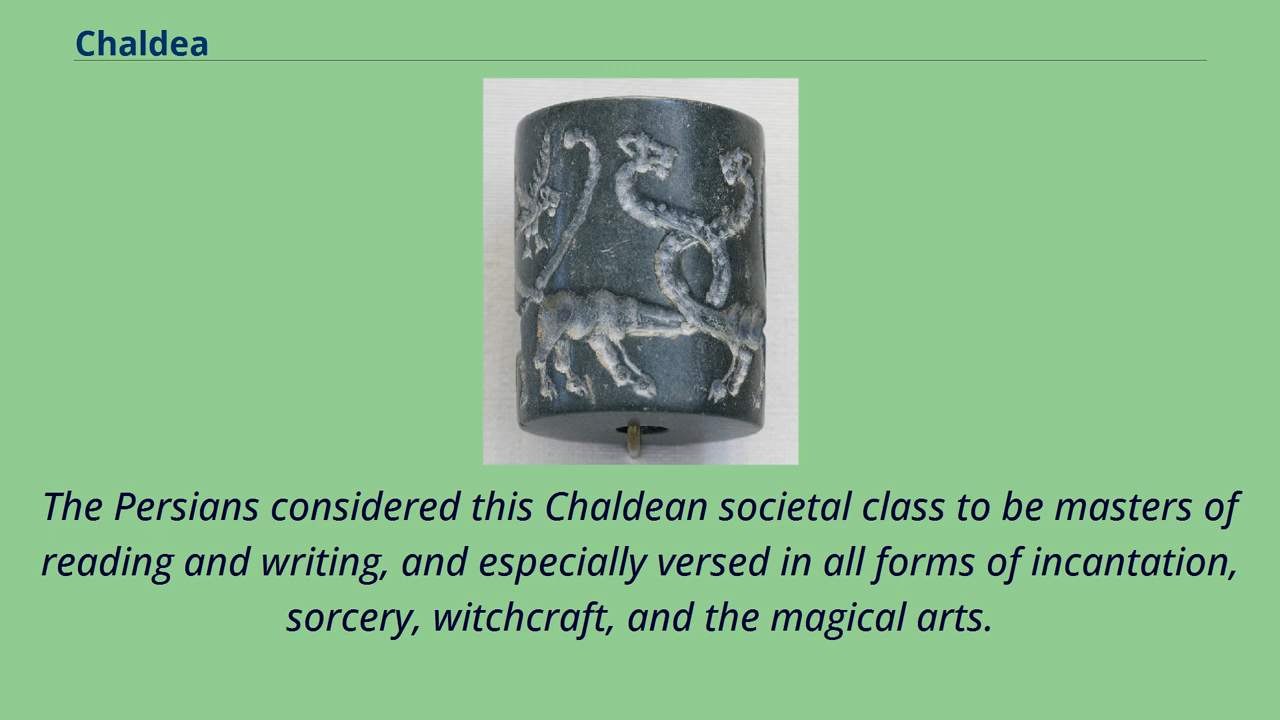 Chaldea
The Persians considered this Chaldean societal class to be masters of
reading and writing, and especially versed in all forms of incantation,
sorcery, witchcraft, and the magical arts.